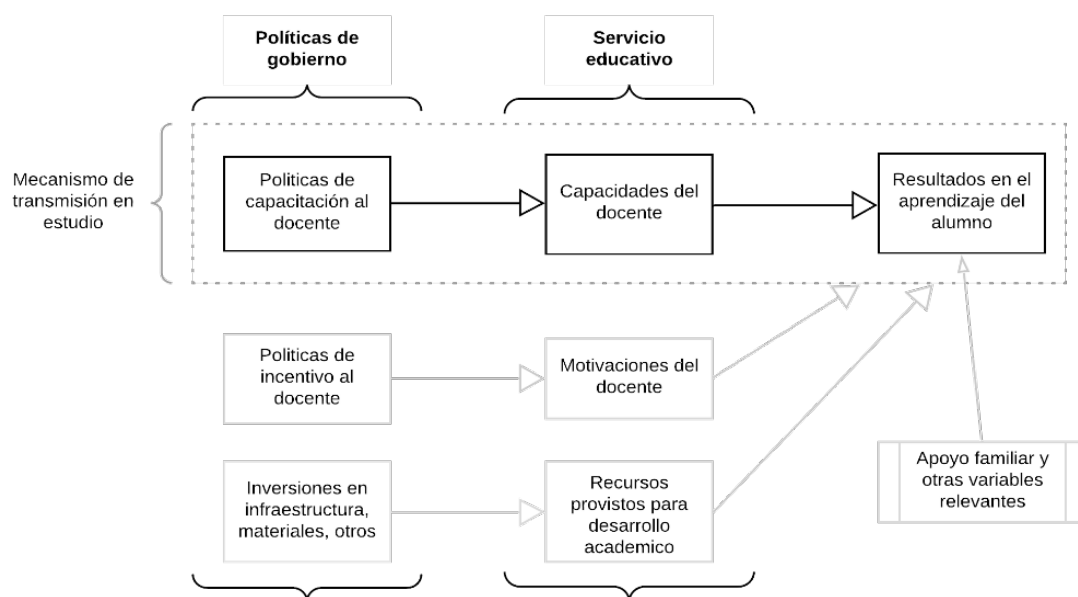 Políticas de
gobierno
Servicio
educativo
Mecanismo de
transmisión en
estudio
Politicas de
capacitación al
docente
Capacidades del
docente
Resultados en el
aprendizaje del
alumno
Politicas de
incentivo al
docente
Motivaciones del
docente
Inversiones en
infraestructura,
materiales, otros
Recursos
provistos para
desarrollo
academico
Apoyo familiar y
otras variables
relevantes